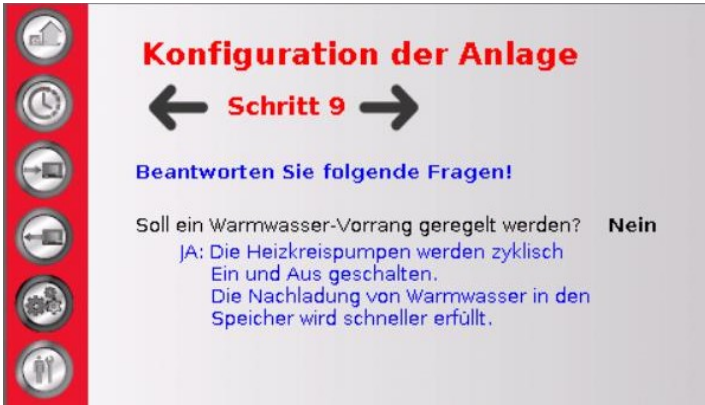 Konfiguration der Anlage
Schritt 9
Beantworten Sie folgende Fragen!
Soll ein Warmwasser-Vorrang geregelt werden? Nein
JA: Die Heizkreispumpen werden zyklisch
Ein und Aus geschalten.
Die Nachladung von Warmwasser in den
Speicher wird schneller erfüllt.